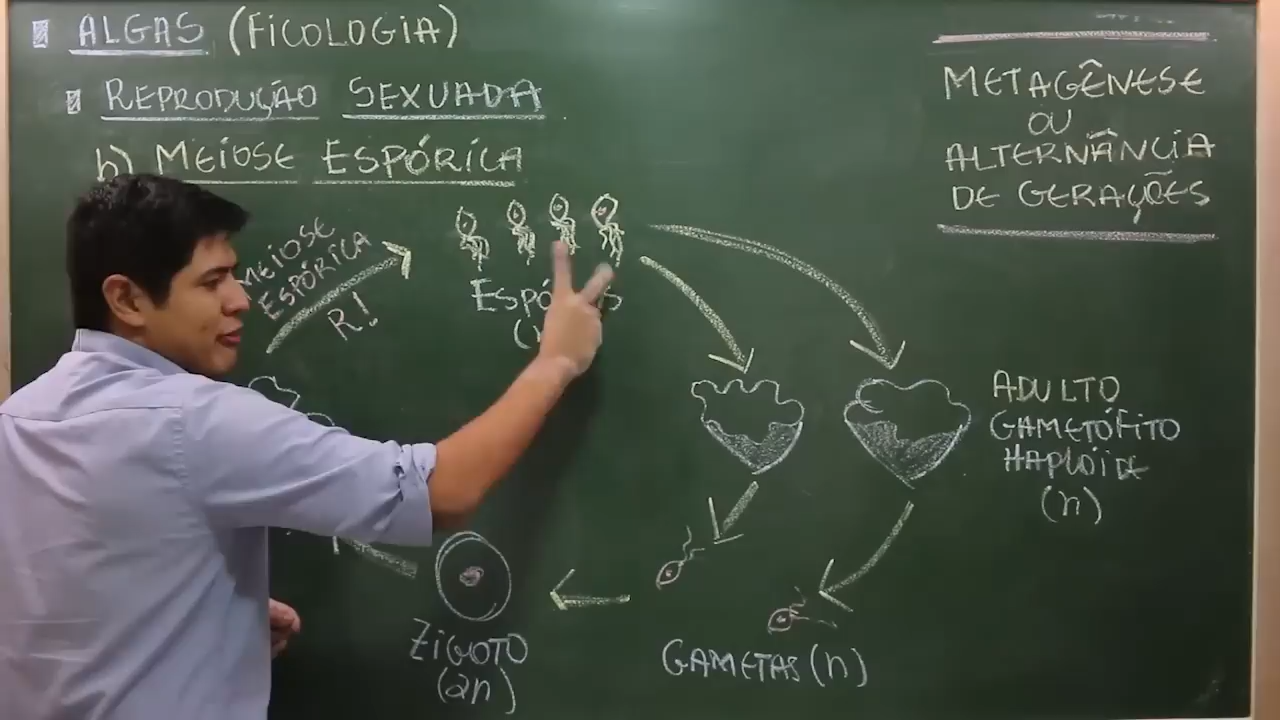 ALGAS (FICOLOGIA)
REPRODUÇÃO SEXUADA
b) MEIOSE ESPÓRICA
METAGÊNESE
OU
ALTERNÂNCIA
DE GERAÇÕES
MEIOSE
ESPÓRICA
R!
ADULTO
GAMETÓFITO
HAPLÓIDE
(n)
ZIGOTO
(2n)
GAMETAS (n)